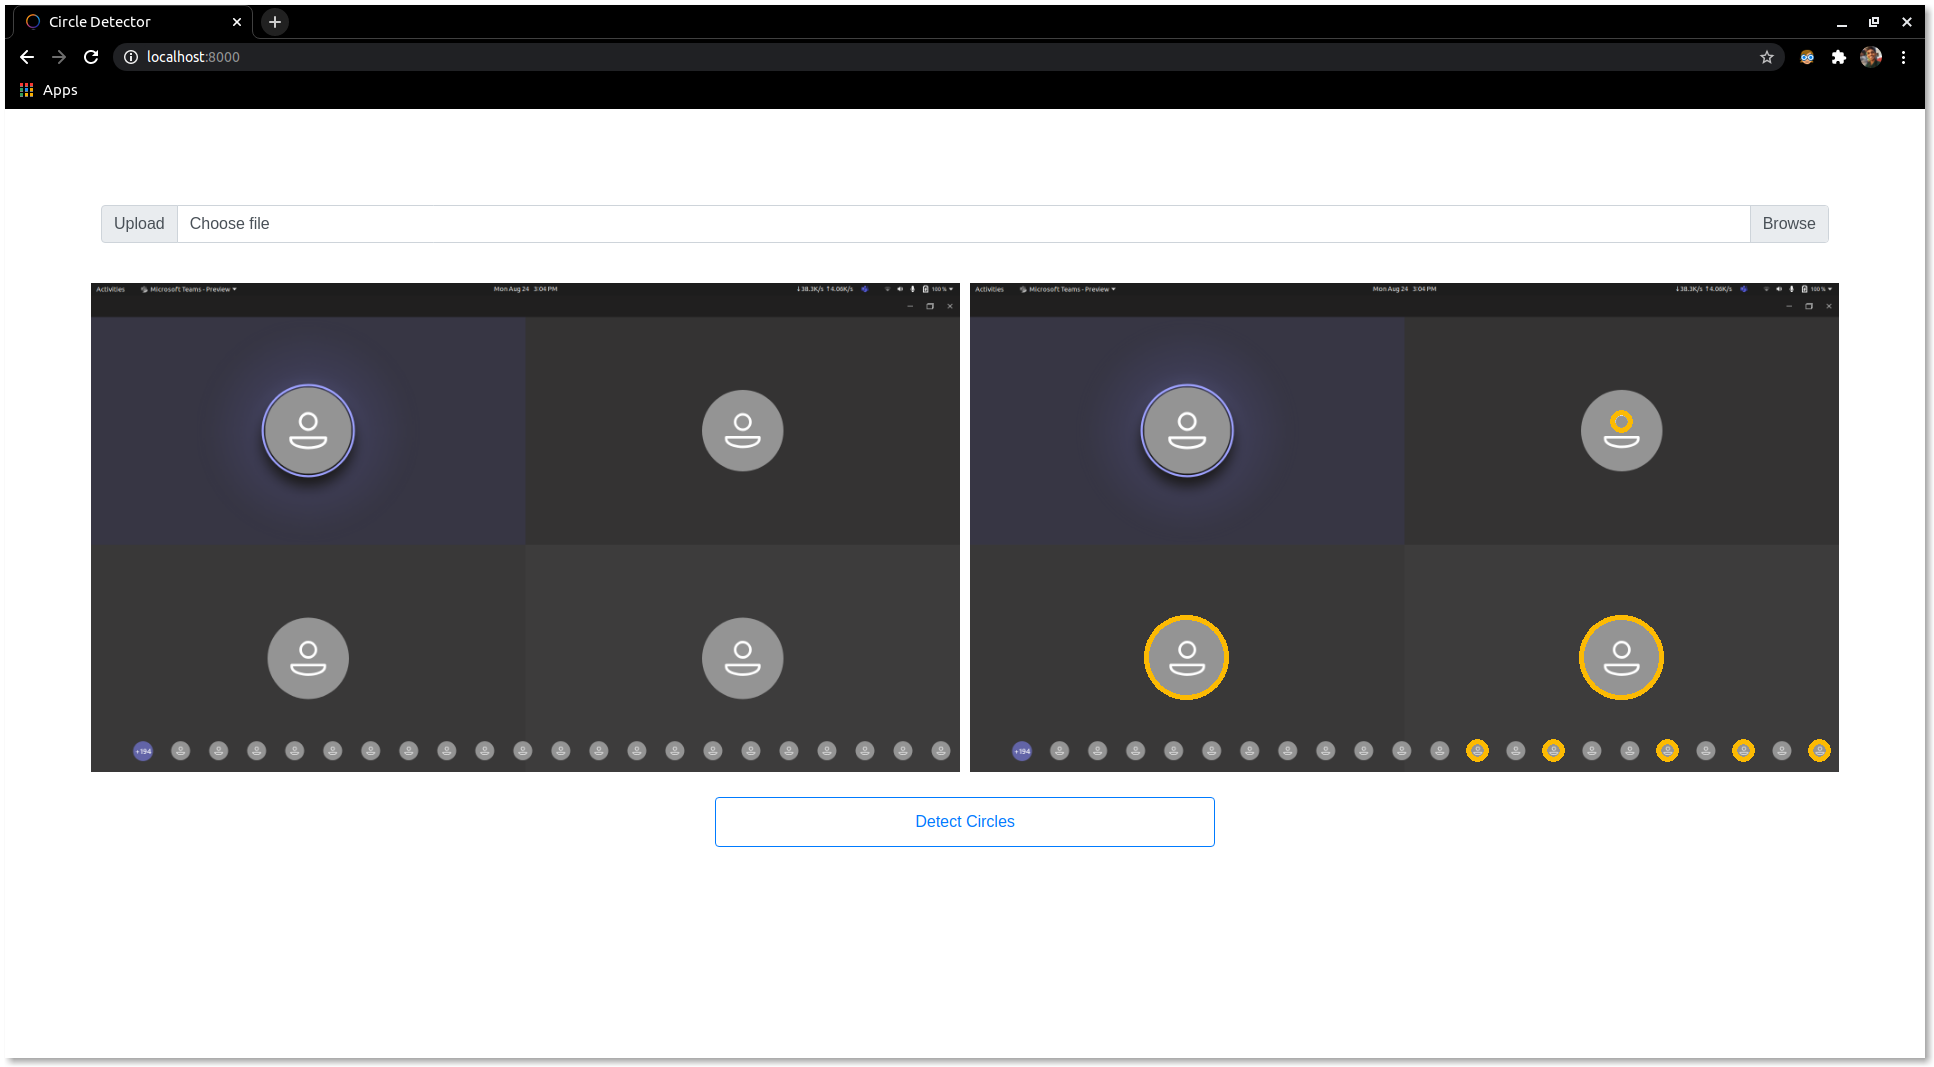 Circle Detector
localhost:8000
Apps
Upload Choose file Browse
Activities Microsoft Teams - Preview Mon Aug 24 3:04 PM ↓38.3K/s ↑4.06K/s 100 %
Activities Microsoft Teams - Preview Mon Aug 24 3:04 PM ↓38.3K/s ↑4.06K/s 100 %
+194
+194
Detect Circles